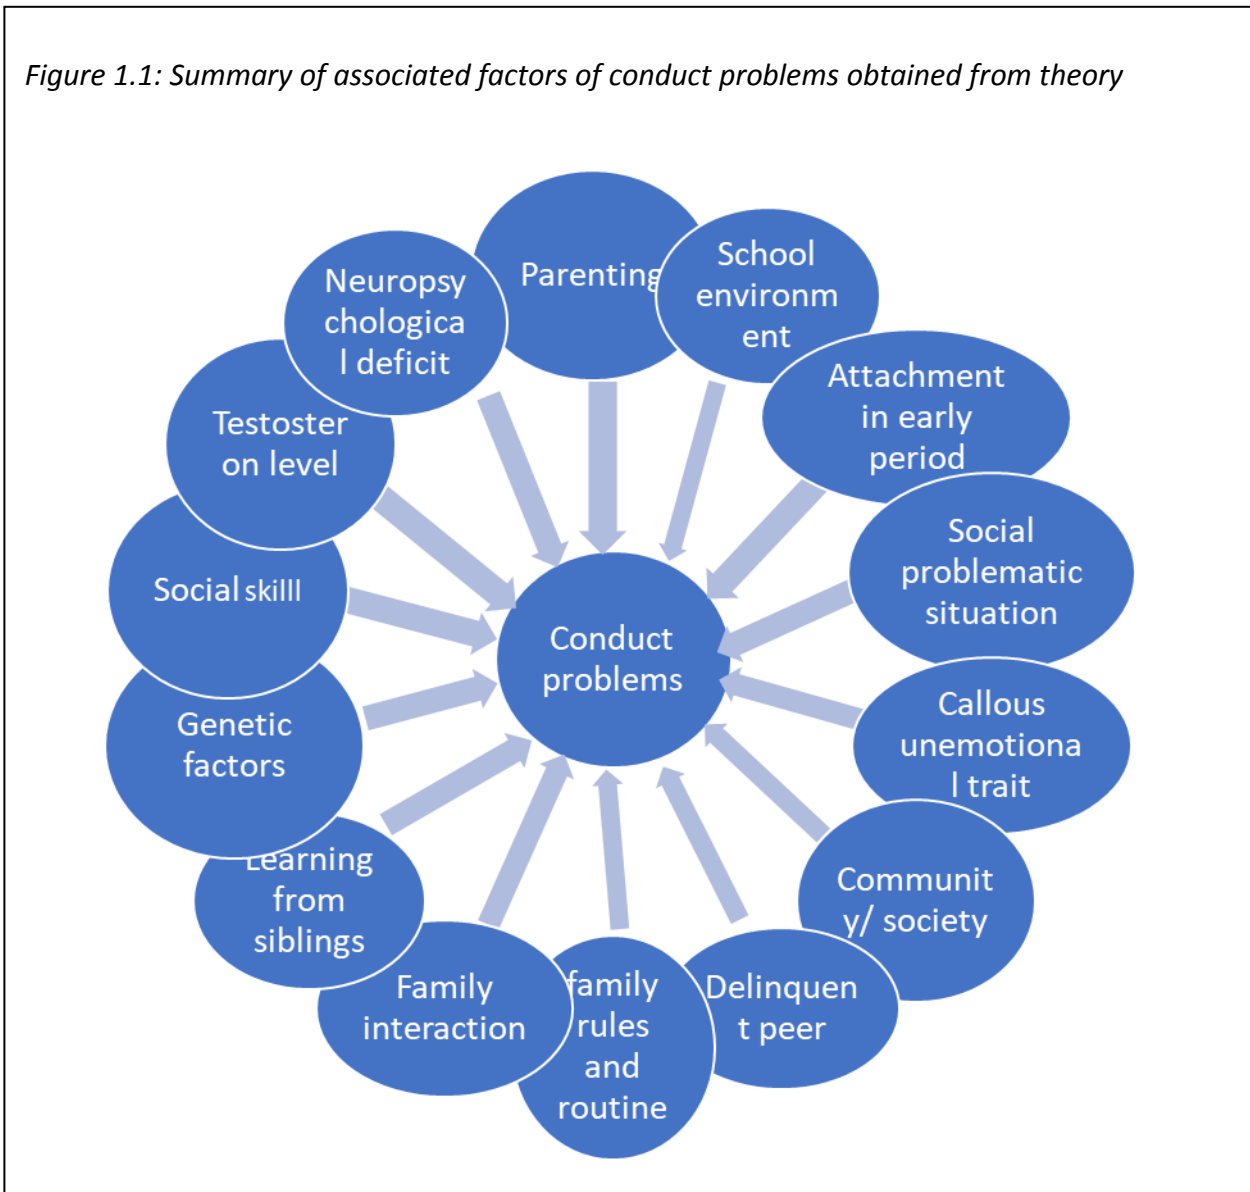 Figure 1.1: Summary of associated factors of conduct problems obtained from theory
Parenting
School
environm
ent
Attachment
in early
period
Social
problematic
situation
Callous
unemotiona
l trait
Communit
y/ society
Delinquen
t peer
family
rules
and
routine
Family
interaction
Learning
from
siblings
Genetic
factors
Social skilll
Testoster
on level
Neuropsy
chologica
l deficit
Conduct
problems